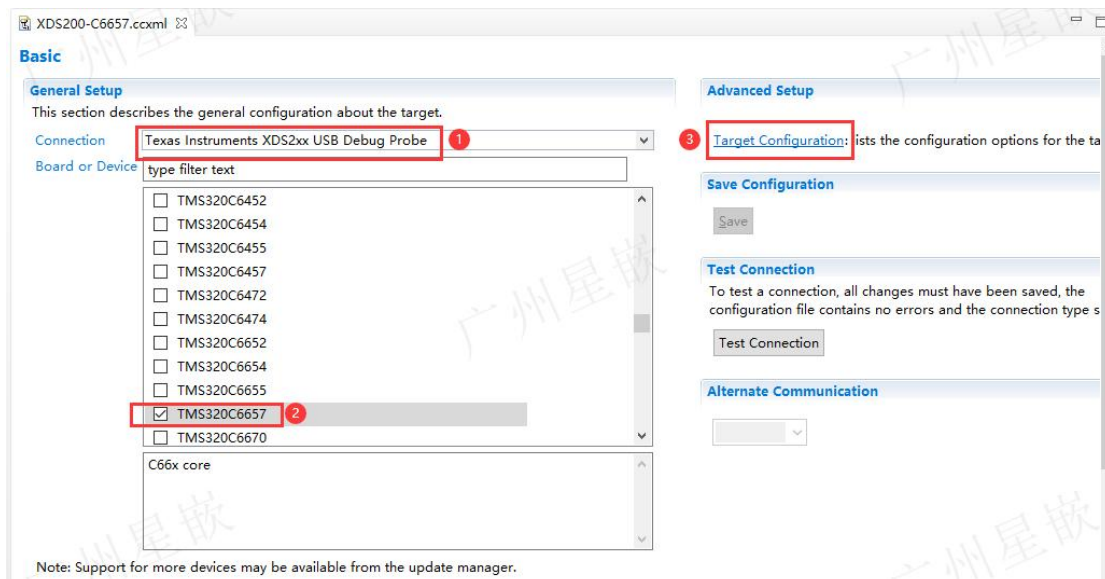 XDS200-C6657.ccxml
Basic
General Setup
This section describes the general configuration about the target.
Connection
Texas Instruments XDS2xx USB Debug Probe
1
Board or Device
type filter text
TMS320C6452
TMS320C6454
TMS320C6455
TMS320C6457
TMS320C6472
TMS320C6474
TMS320C6652
TMS320C6654
TMS320C6655
TMS320C6657
2
TMS320C6670
C66x core
Note: Support for more devices may be available from the update manager.
Advanced Setup
3
Target Configuration: ists the configuration options for the ta
Save Configuration
Save
Test Connection
To test a connection, all changes must have been saved, the
configuration file contains no errors and the connection type s
Test Connection
Alternate Communication
广州星嵌
广州星嵌
广州星嵌
广州星嵌
广州星嵌